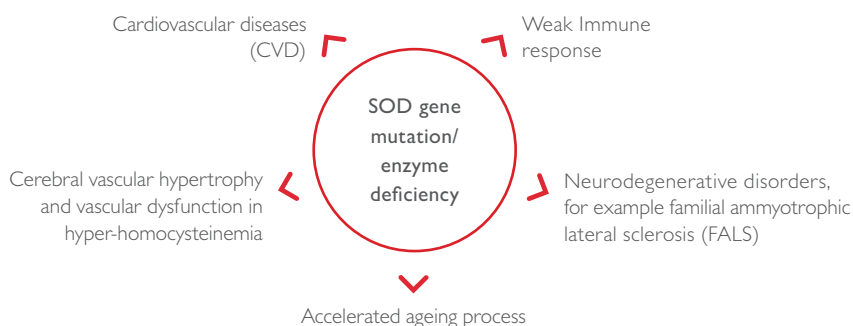 Cardiovascular diseases
(CVD)
Weak Immune
response
SOD gene
mutation/
enzyme
deficiency
Cerebral vascular hypertrophy
and vascular dysfunction in
hyper-homocysteinemia
Neurodegenerative disorders,
for example familial ammyotrophic
lateral sclerosis (FALS)
Accelerated ageing process